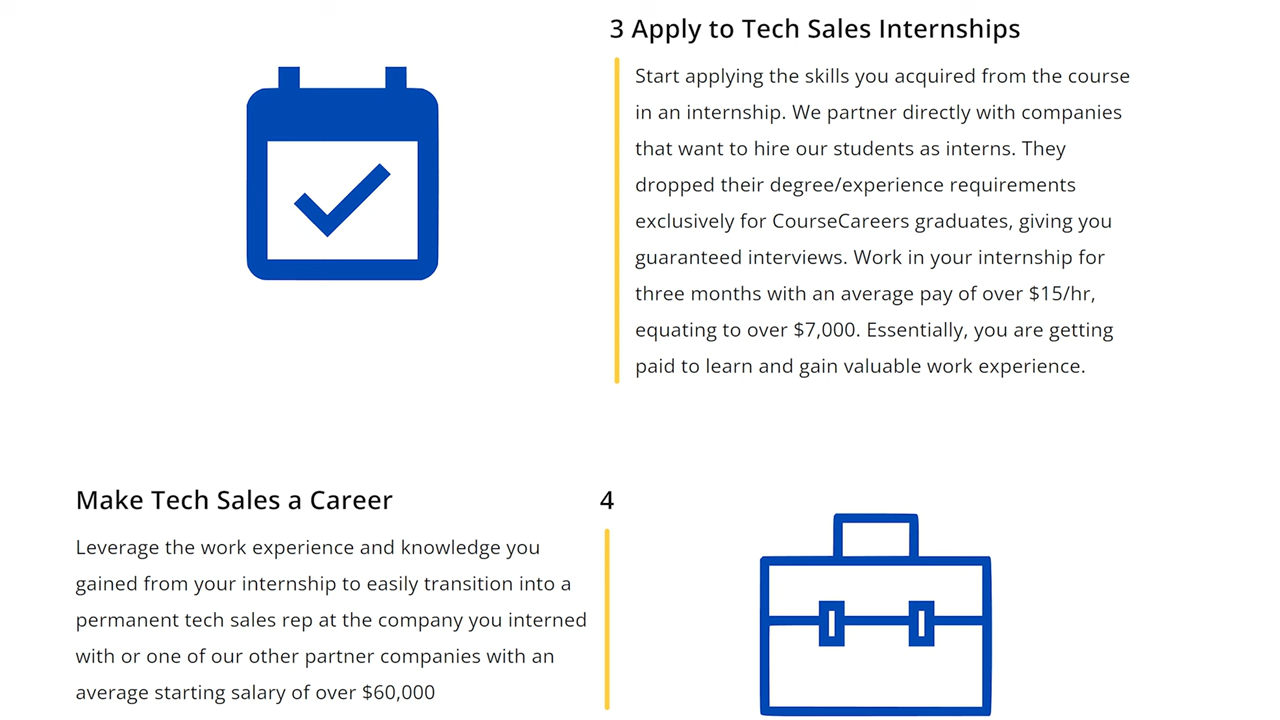 3 Apply to Tech Sales Internships
Start applying the skills you acquired from the course
in an internship. We partner directly with companies
that want to hire our students as interns. They
dropped their degree/experience requirements
exclusively for CourseCareers graduates, giving you
guaranteed interviews. Work in your internship for
three months with an average pay of over $15/hr,
equating to over $7,000. Essentially, you are getting
paid to learn and gain valuable work experience.
Make Tech Sales a Career 4
Leverage the work experience and knowledge you
gained from your internship to easily transition into a
permanent tech sales rep at the company you interned
with or one of our other partner companies with an
average starting salary of over $60,000